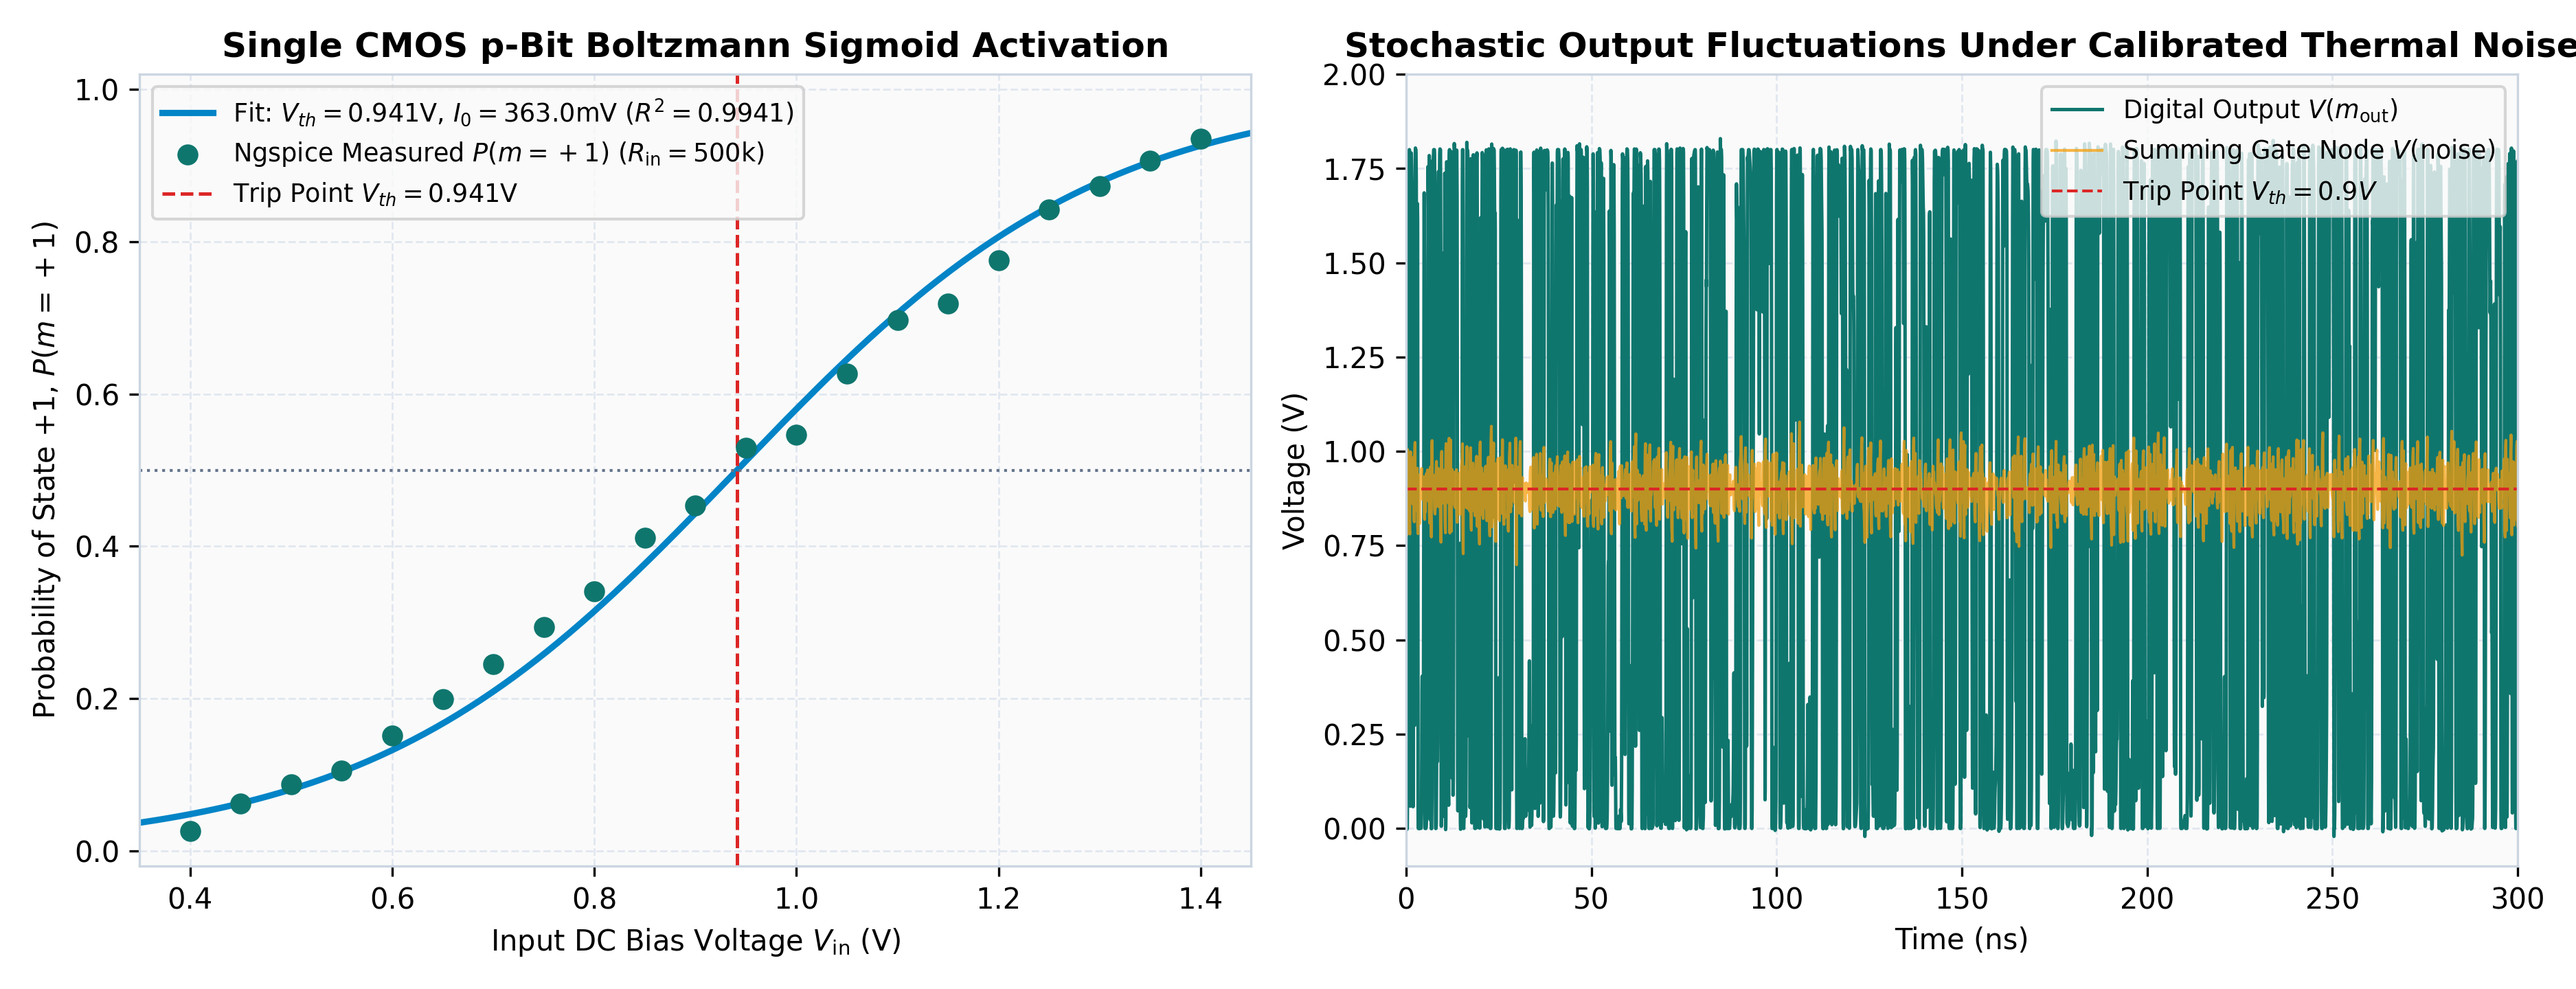 Single CMOS p-Bit Boltzmann Sigmoid Activation
Fit: V_th = 0.941V, I_0 = 363.0mV (R^2 = 0.9941)
Ngspice Measured P(m = +1) (R_in = 500k)
Trip Point V_th = 0.941V
Probability of State +1, P(m = +1)
1.0
0.8
0.6
0.4
0.2
0.0
0.4
0.6
0.8
1.0
1.2
1.4
Input DC Bias Voltage V_in (V)
Stochastic Output Fluctuations Under Calibrated Thermal Noise
Digital Output V(m_out)
Summing Gate Node V(noise)
Trip Point V_th = 0.9V
Voltage (V)
2.00
1.75
1.50
1.25
1.00
0.75
0.50
0.25
0.00
0
50
100
150
200
250
300
Time (ns)